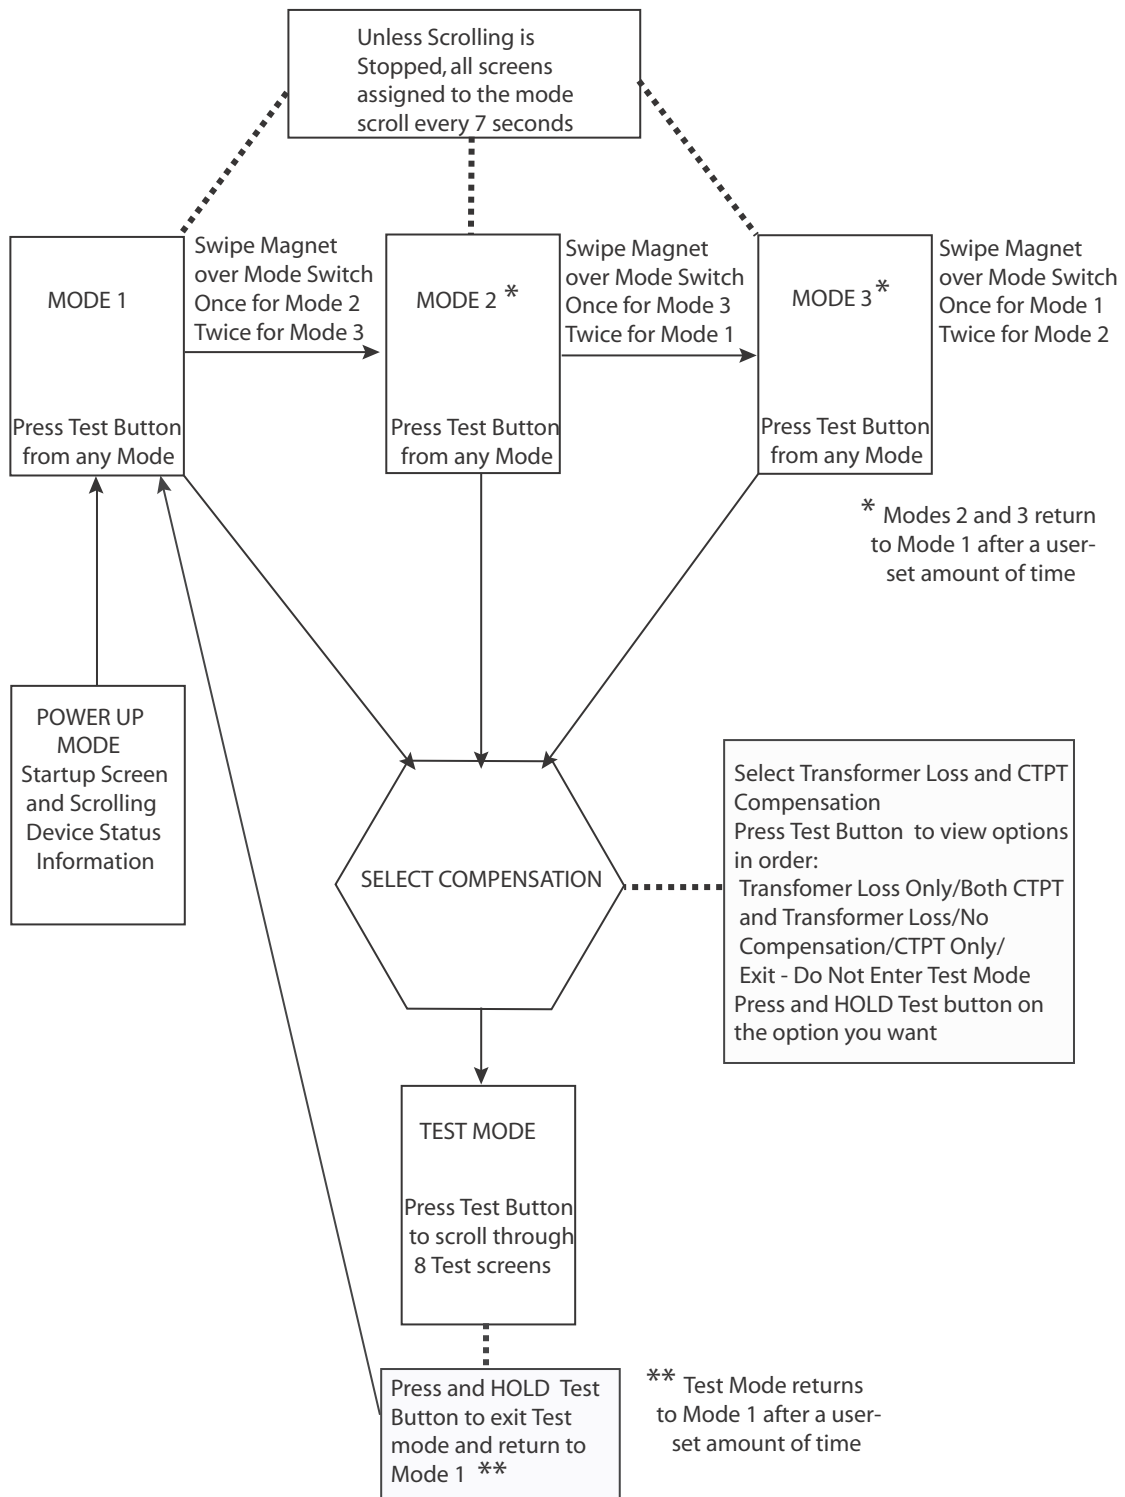 Unless Scrolling is
Stopped, all screens
assigned to the mode
scroll every 7 seconds
MODE 1
Press Test Button
from any Mode
Swipe Magnet
over Mode Switch
Once for Mode 2
Twice for Mode 3
MODE 2 *
Press Test Button
from any Mode
Swipe Magnet
over Mode Switch
Once for Mode 3
Twice for Mode 1
MODE 3 *
Press Test Button
from any Mode
Swipe Magnet
over Mode Switch
Once for Mode 1
Twice for Mode 2
* Modes 2 and 3 return
to Mode 1 after a user-
set amount of time
POWER UP
MODE
Startup Screen
and Scrolling
Device Status
Information
SELECT COMPENSATION
Select Transformer Loss and CTPT
Compensation
Press Test Button to view options
in order:
Transfomer Loss Only/Both CTPT
and Transformer Loss/No
Compensation/CTPT Only/
Exit - Do Not Enter Test Mode
Press and HOLD Test button on
the option you want
TEST MODE
Press Test Button
to scroll through
8 Test screens
Press and HOLD Test
Button to exit Test
mode and return to
Mode 1 **
** Test Mode returns
to Mode 1 after a user-
set amount of time